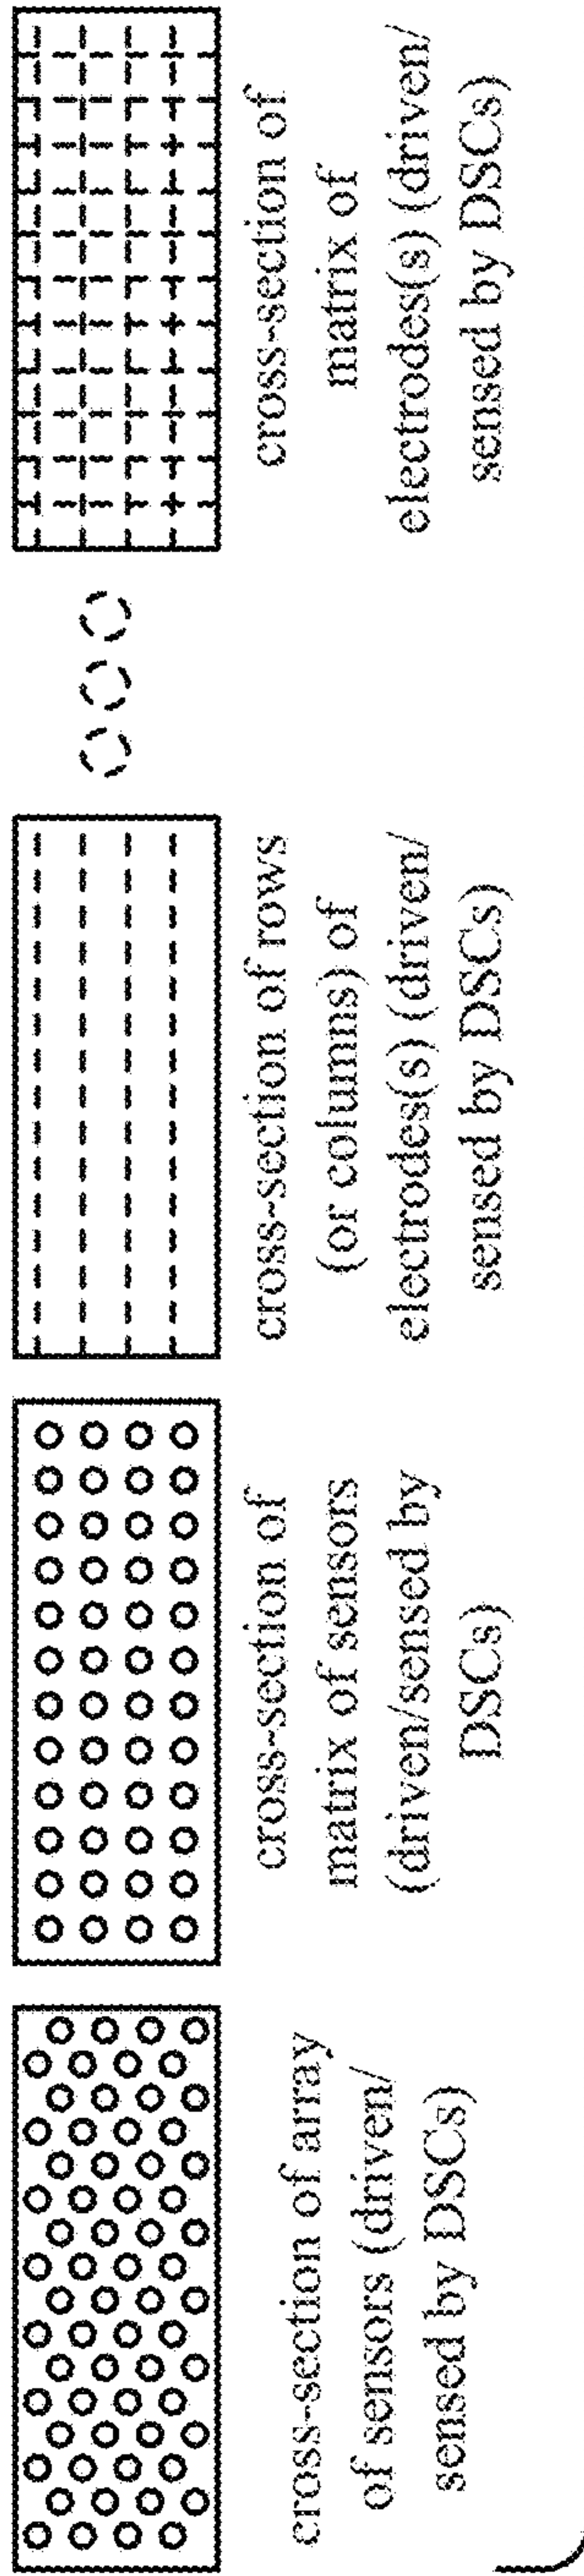 cross-section of array
of sensors (driven/
sensed by DSCs)
cross-section of
matrix of sensors
(driven/sensed by
DSCs)
cross-section of rows
(or columns) of
electrodes(s) (driven/
sensed by DSCs)
cross-section of
matrix of
electrodes(s) (driven/
sensed by DSCs)